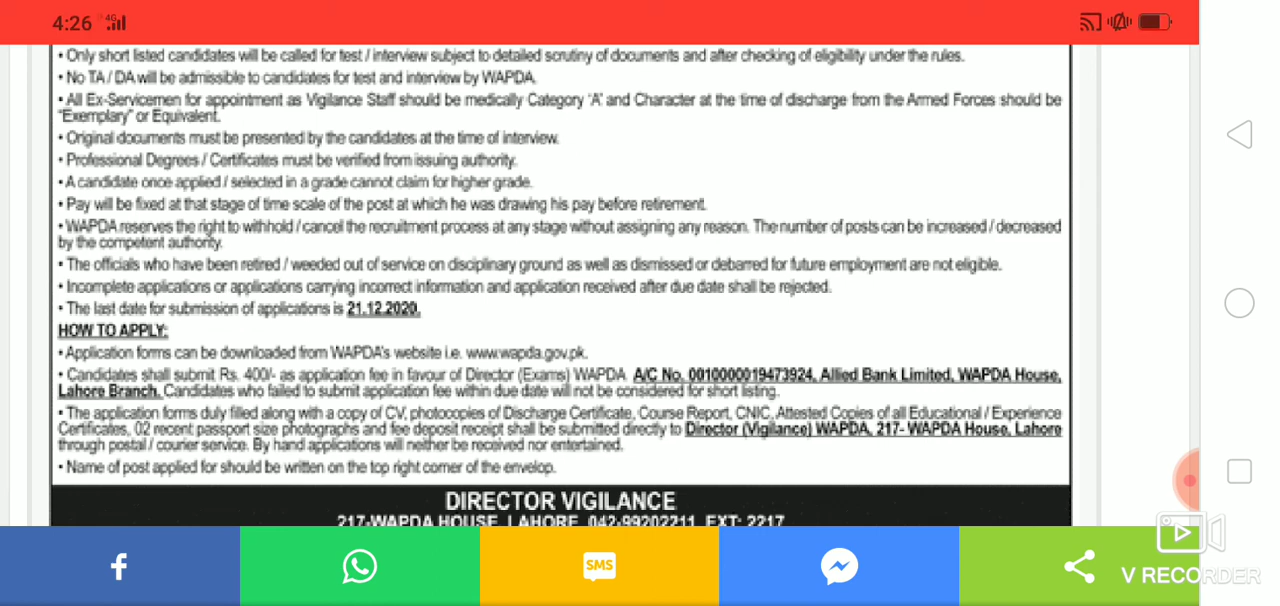 4:26 4G
• Only short listed candidates will be called for test / interview subject to detailed scrutiny of documents and after checking of eligibility under the rules.
• No TA / DA will be admissible to candidates for test and interview by WAPDA.
• All Ex-Servicemen for appointment as Vigilance Staff should be medically Category 'A' and Character at the time of discharge from the Armed Forces should be
"Exemplary" or Equivalent.
• Original documents must be presented by the candidates at the time of interview.
• Professional Degrees / Certificates must be verified from issuing authority.
• A candidate once applied / selected in a grade cannot claim for higher grade.
• Pay will be fixed at that stage of time scale of the post at which he was drawing his pay before retirement.
• WAPDA reserves the right to withhold / cancel the recruitment process at any stage without assigning any reason. The number of posts can be increased / decreased
by the competent authority.
• The officials who have been retired / weeded out of service on disciplinary ground as well as dismissed or debarred for future employment are not eligible.
• Incomplete applications or applications carrying incorrect information and application received after due date shall be rejected.
• The last date for submission of applications is 21.12.2020.
HOW TO APPLY:
• Application forms can be downloaded from WAPDA's website i.e. www.wapda.gov.pk.
• Candidates shall submit Rs. 400/- as application fee in favour of Director (Exams) WAPDA A/C No. 0010000019473924, Allied Bank Limited, WAPDA House,
Lahore Branch. Candidates who failed to submit application fee within due date will not be considered for short listing.
• The application forms duly filled along with a copy of CV, photocopies of Discharge Certificate, Course Report, CNIC, Attested Copies of all Educational / Experience
Certificates, 02 recent passport size photographs and fee deposit receipt shall be submitted directly to Director (Vigilance) WAPDA, 217- WAPDA House, Lahore
through postal / courier service. By hand applications will neither be received nor entertained.
• Name of post applied for should be written on the top right corner of the envelop.
DIRECTOR VIGILANCE
217-WAPDA HOUSE, LAHORE. 042-99202211 EXT: 2217
SMS
V RECORDER